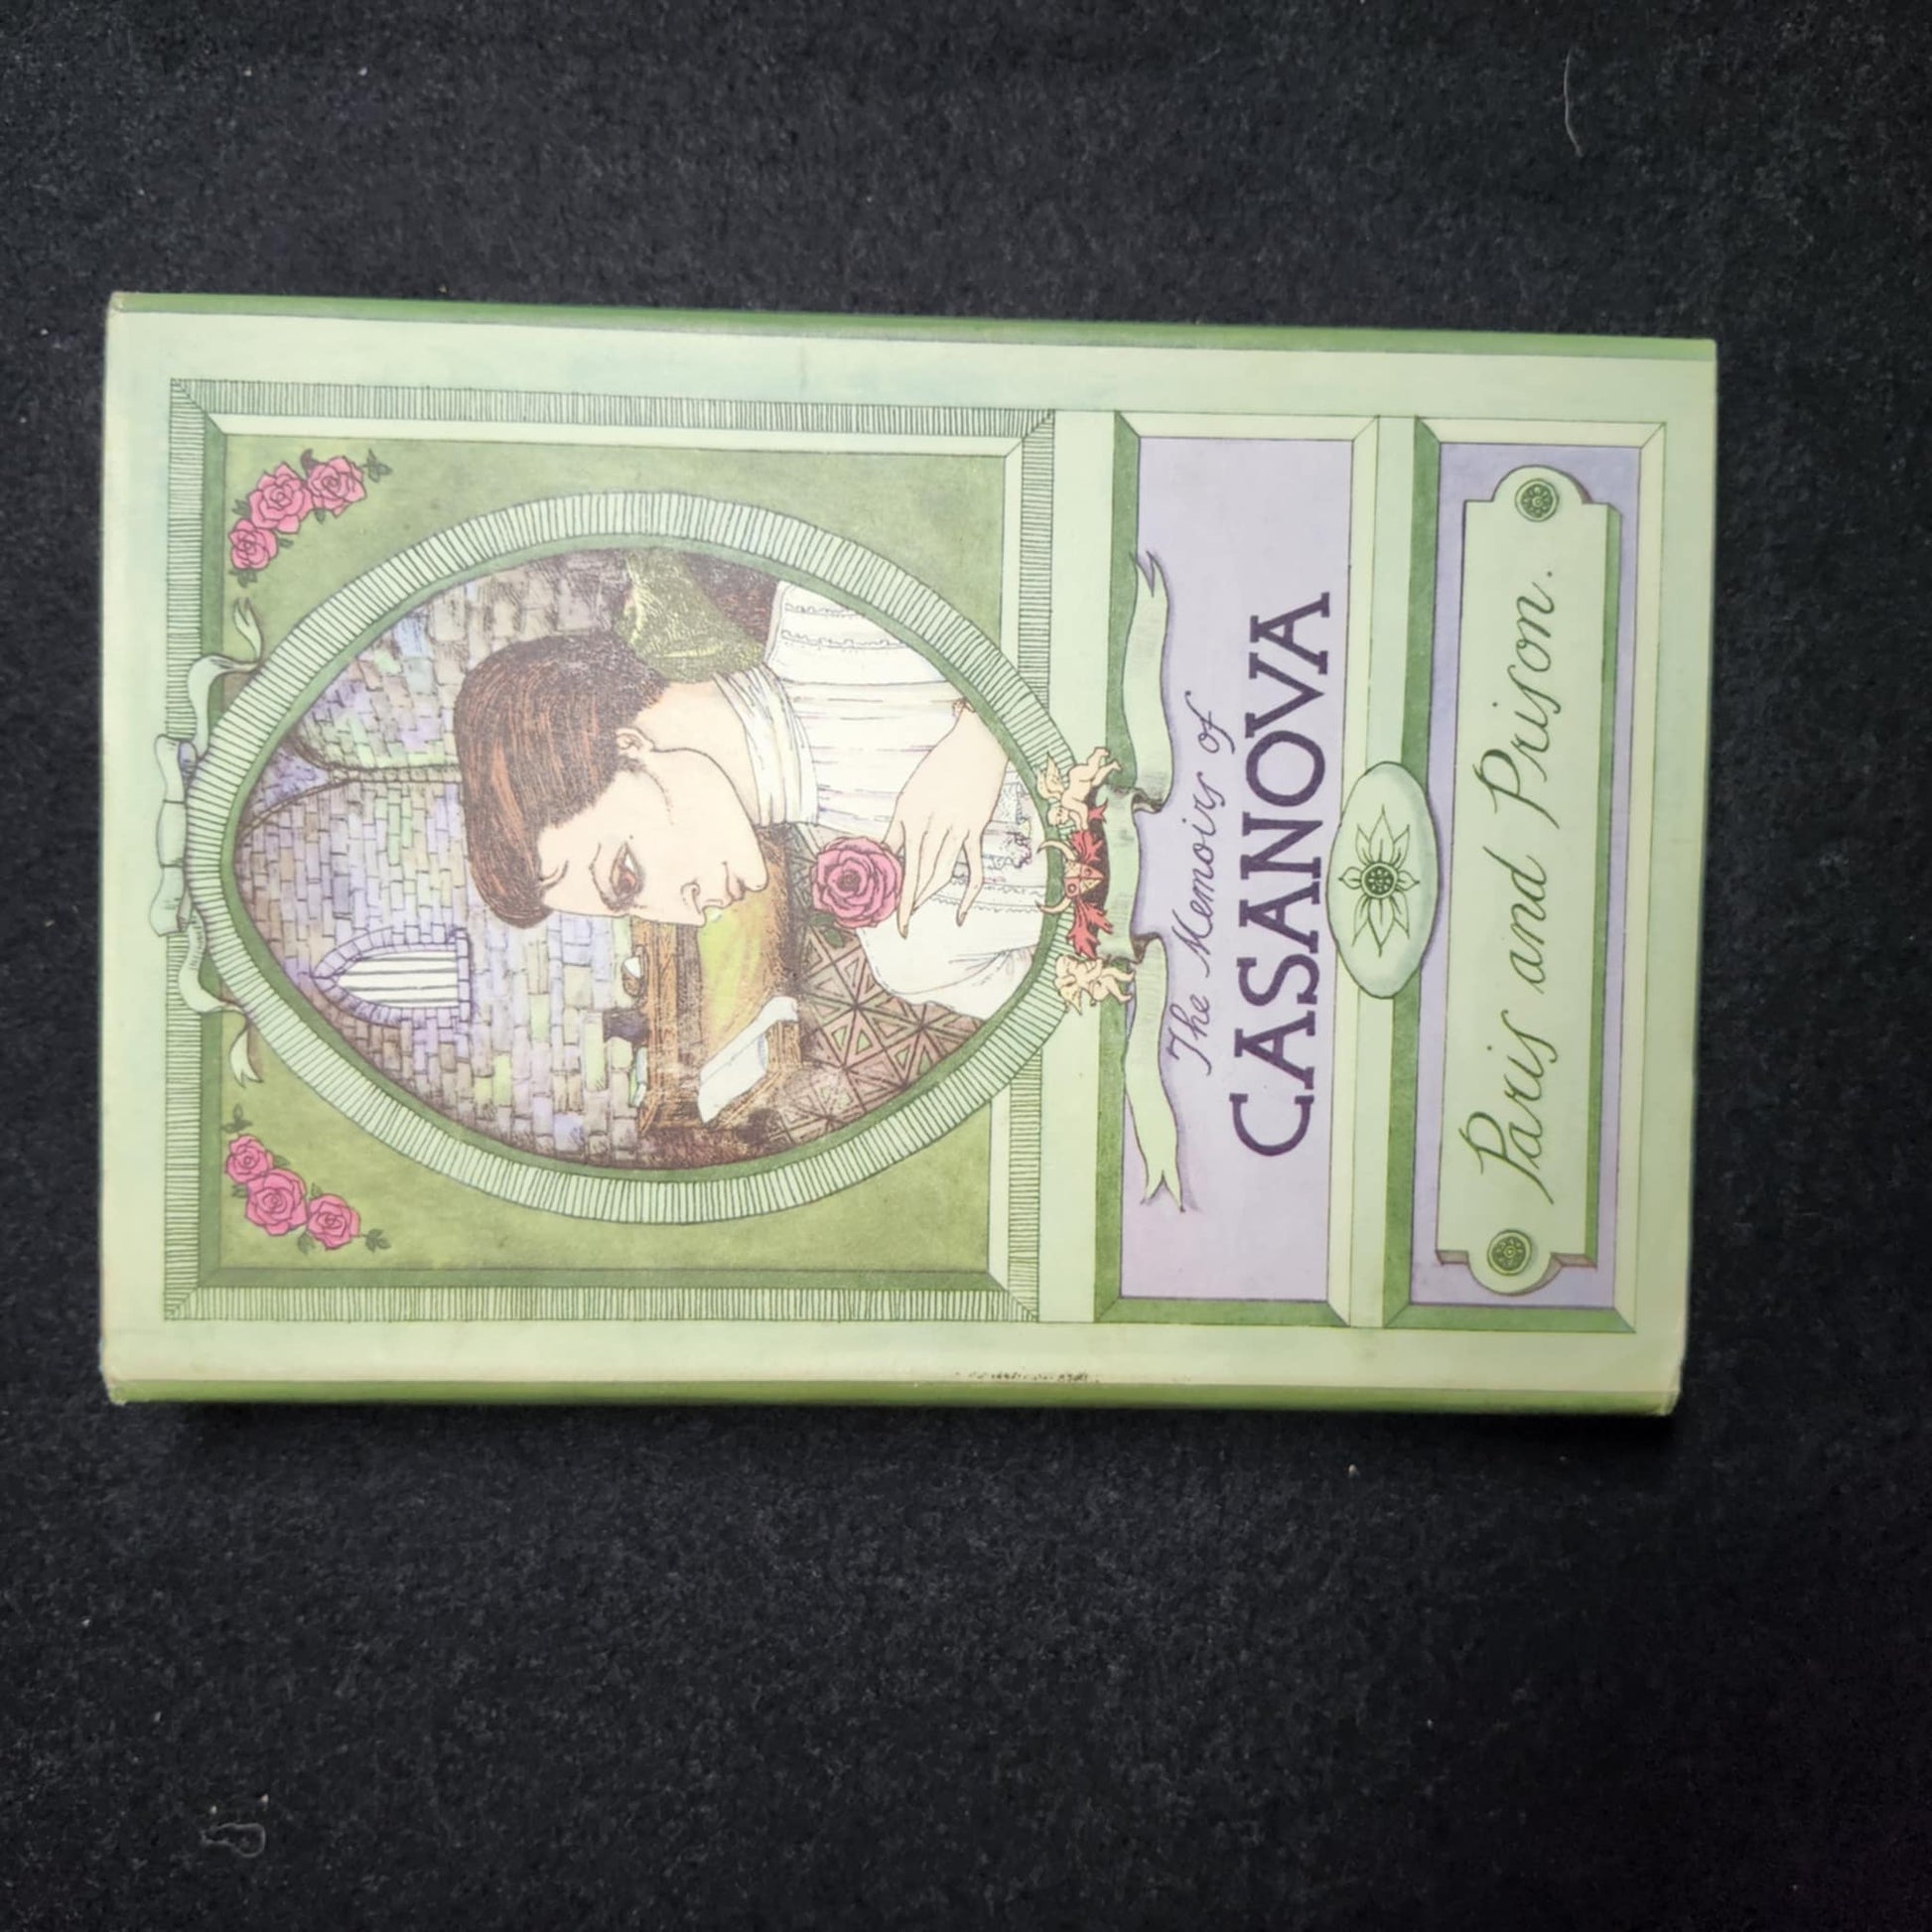 The Memoirs of
CASANOVA
Paris and Prison.